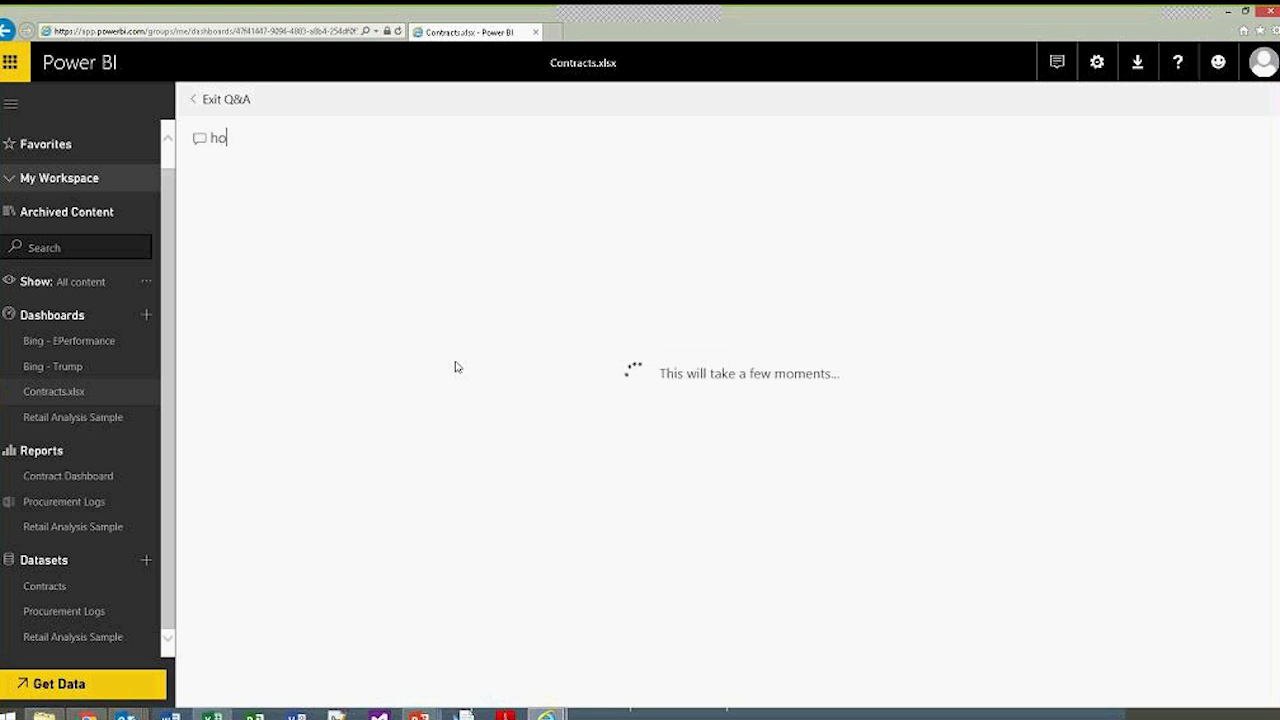 Contracts.xlsx - Power BI
Power BI
Contracts.xlsx
Exit Q&A
ho
Favorites
My Workspace
Archived Content
Search
Show: All content
Dashboards
Bing - EPerformance
Bing - Trump
Contracts.xlsx
Retail Analysis Sample
Reports
Contract Dashboard
Procurement Logs
Retail Analysis Sample
Datasets
Contracts
Procurement Logs
Retail Analysis Sample
Get Data
This will take a few moments...